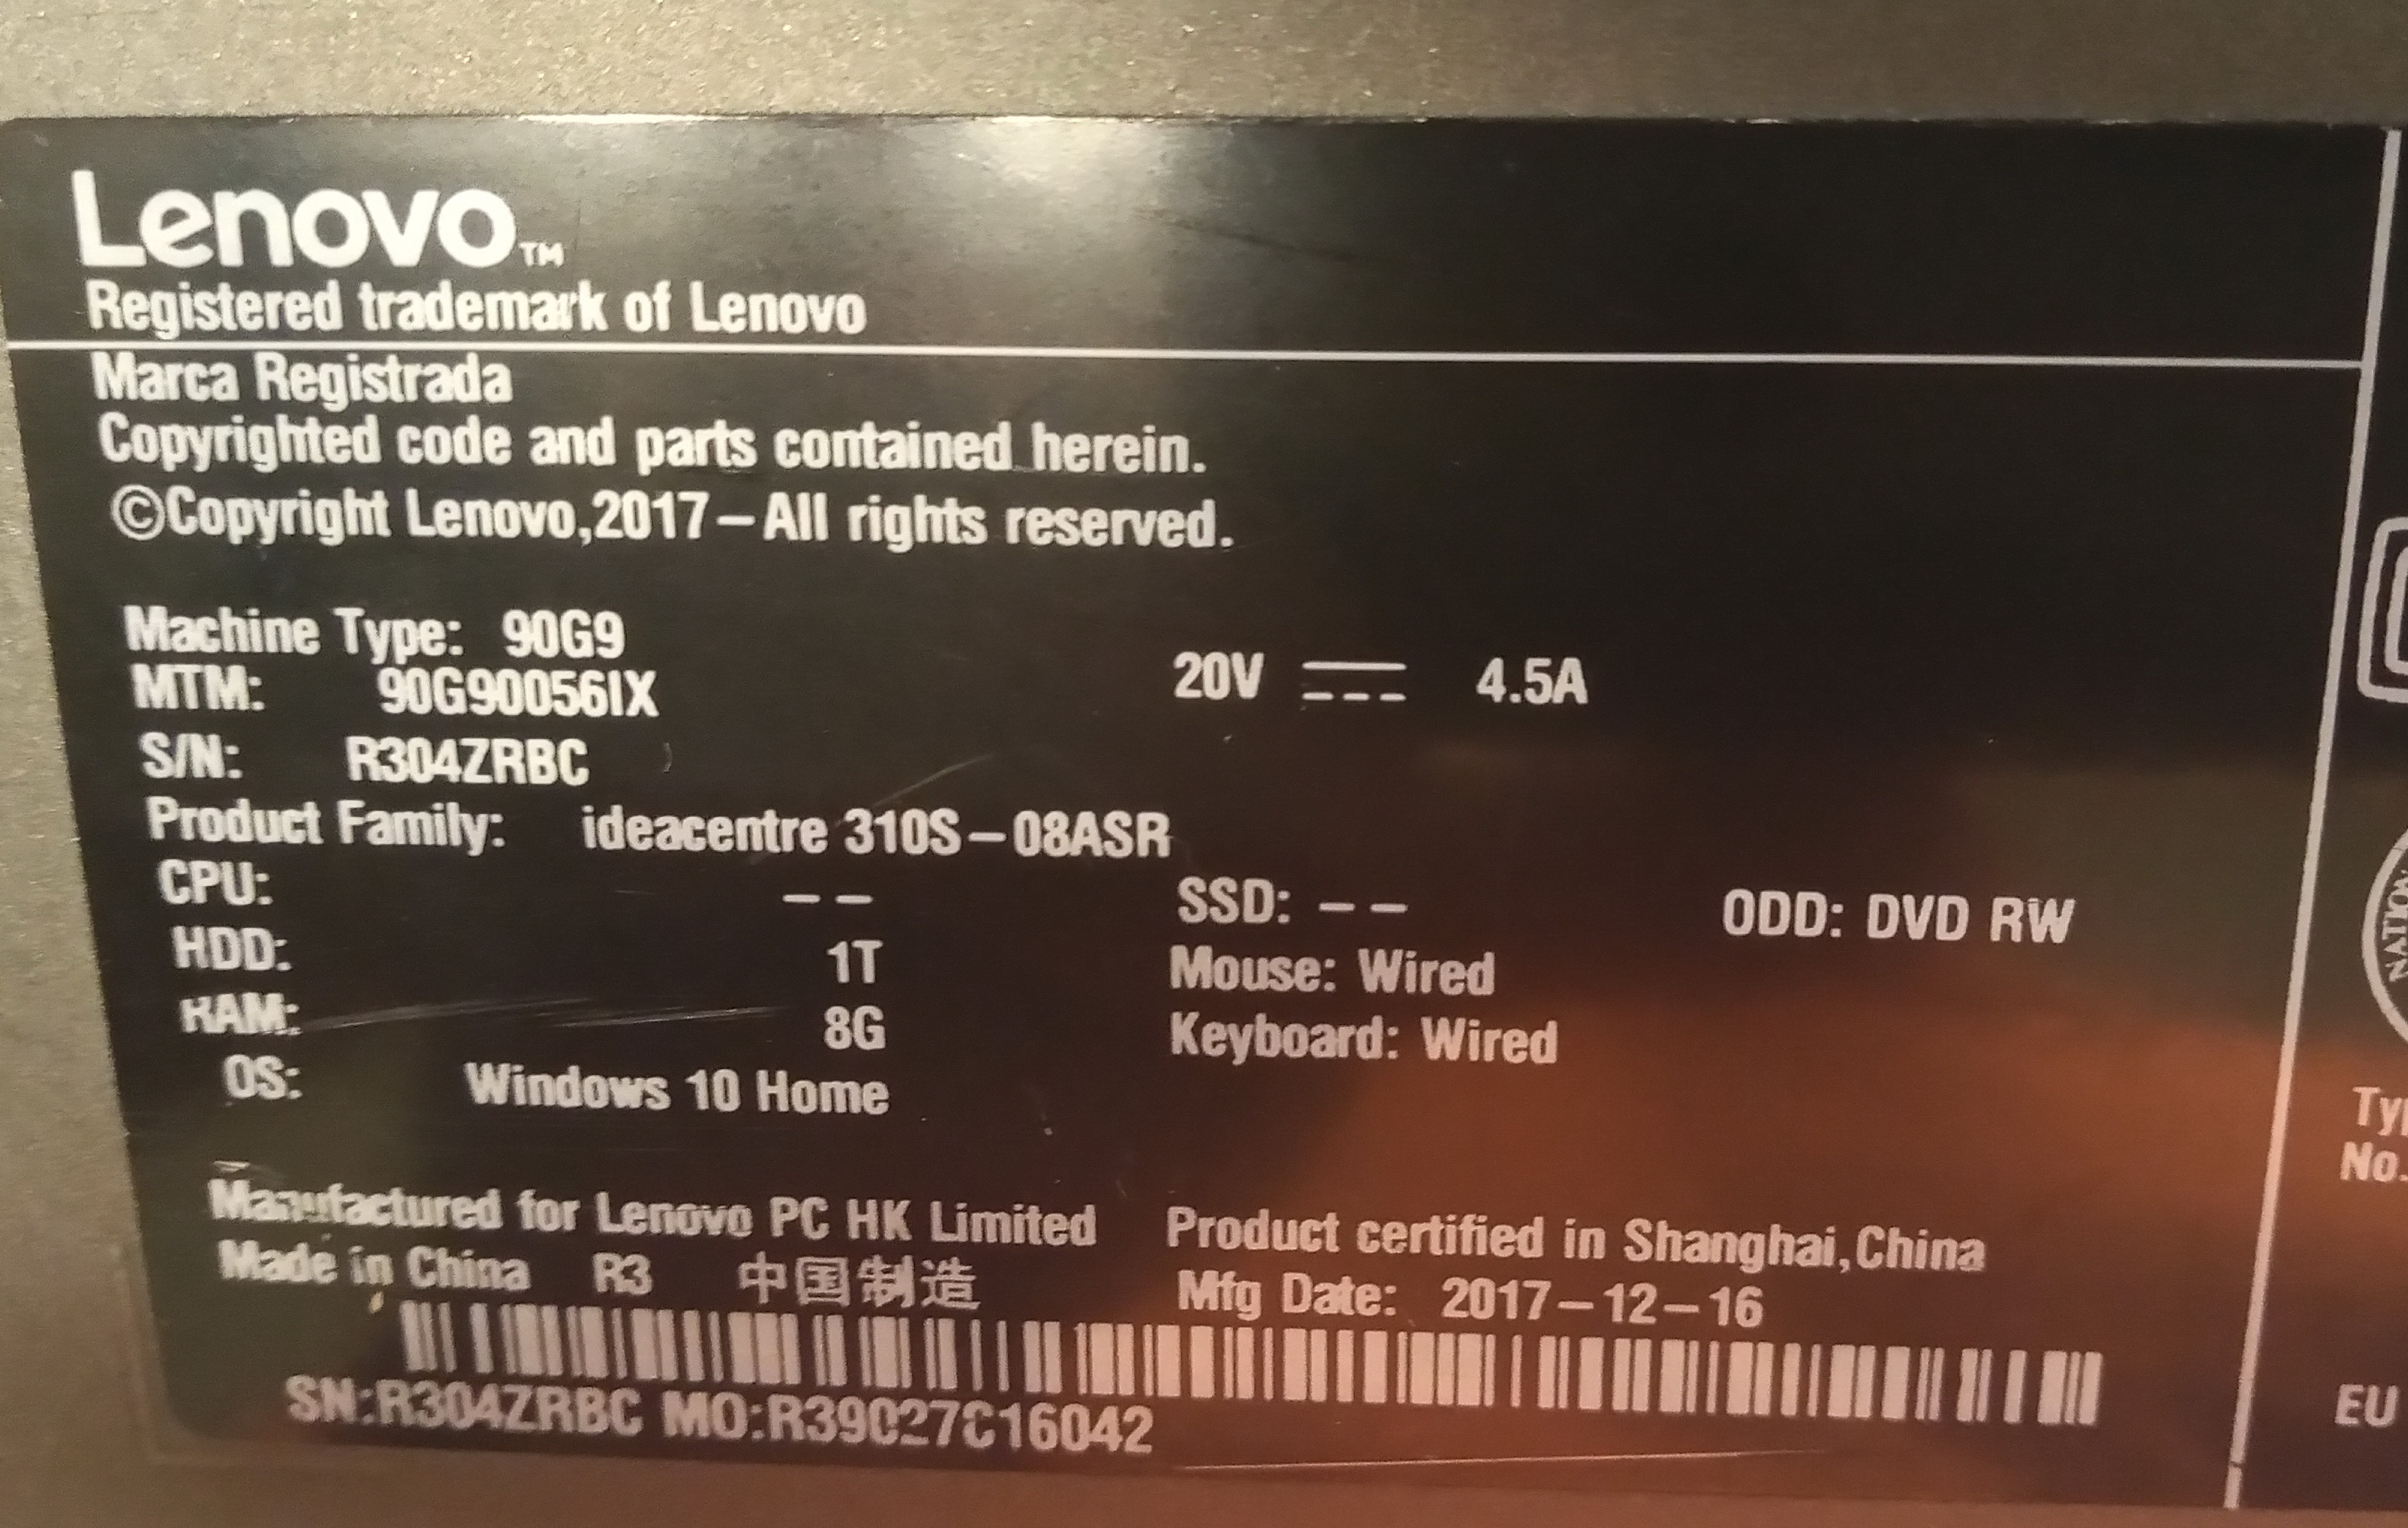 Lenovo™
Registered trademark of Lenovo
Marca Registrada
Copyrighted code and parts contained herein.
©Copyright Lenovo,2017–All rights reserved.
Machine Type: 90G9
MTM: 90G90056IX
20V 4.5A
S/N: R304ZRBC
Product Family: ideacentre 310S–08ASR
CPU: – – SSD: – – ODD: DVD RW
HDD: 1T Mouse: Wired
RAM: 8G Keyboard: Wired
OS: Windows 10 Home
Manufactured for Lenovo PC HK Limited Product certified in Shanghai,China
Made in China R3 中国制造 Mfg Date: 2017–12–16
SN:R304ZRBC
No.
EU